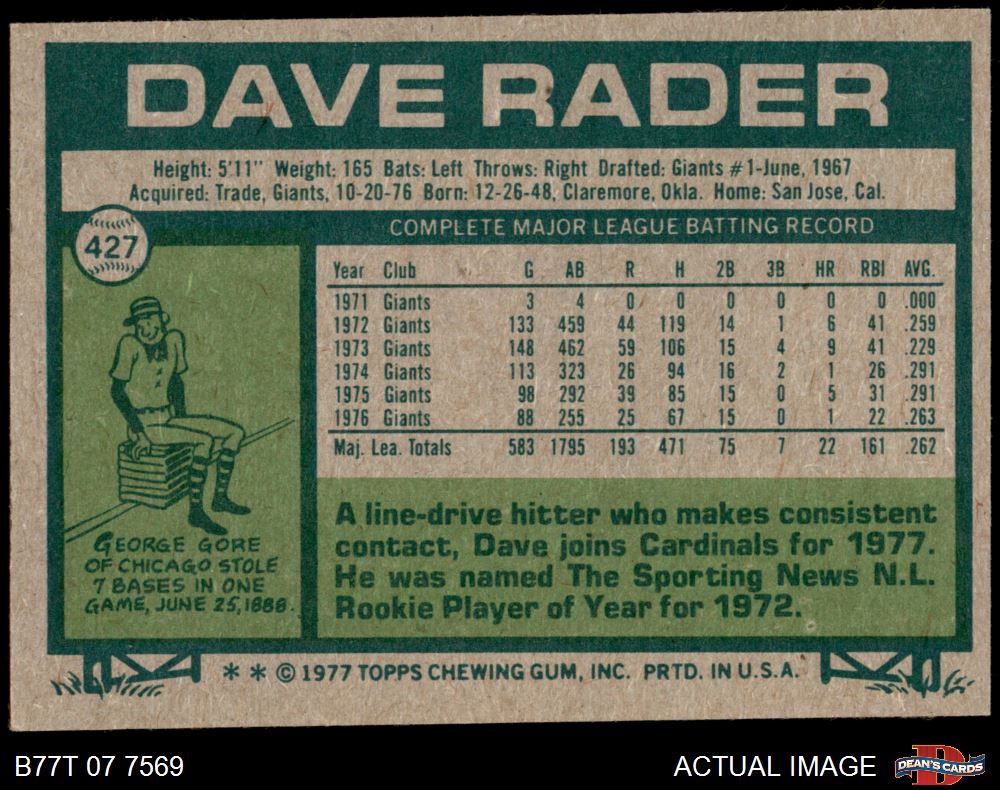 DAVE RADER
Height: 5'11" Weight: 165 Bats: Left Throws: Right Drafted: Giants #1-June, 1967
Acquired: Trade, Giants, 10-20-76 Born: 12-26-48, Claremore, Okla. Home: San Jose, Cal.
427
COMPLETE MAJOR LEAGUE BATTING RECORD
Year Club G AB R H 2B 3B HR RBI AVG.
1971 Giants 3 4 0 0 0 0 0 0 .000
1972 Giants 133 459 44 119 14 1 6 41 .259
1973 Giants 148 462 59 106 15 4 9 41 .229
1974 Giants 113 323 26 94 16 2 1 26 .291
1975 Giants 98 292 39 85 15 0 5 31 .291
1976 Giants 88 255 25 67 15 0 1 22 .263
Maj. Lea. Totals 583 1795 193 471 75 7 22 161 .262
GEORGE GORE
OF CHICAGO STOLE
7 BASES IN ONE
GAME, JUNE 25, 1888.
A line-drive hitter who makes consistent
contact, Dave joins Cardinals for 1977.
He was named The Sporting News N.L.
Rookie Player of Year for 1972.
* * © 1977 TOPPS CHEWING GUM, INC. PRTD. IN U.S.A.
B77T 07 7569
ACTUAL IMAGE
DEAN'S CARDS